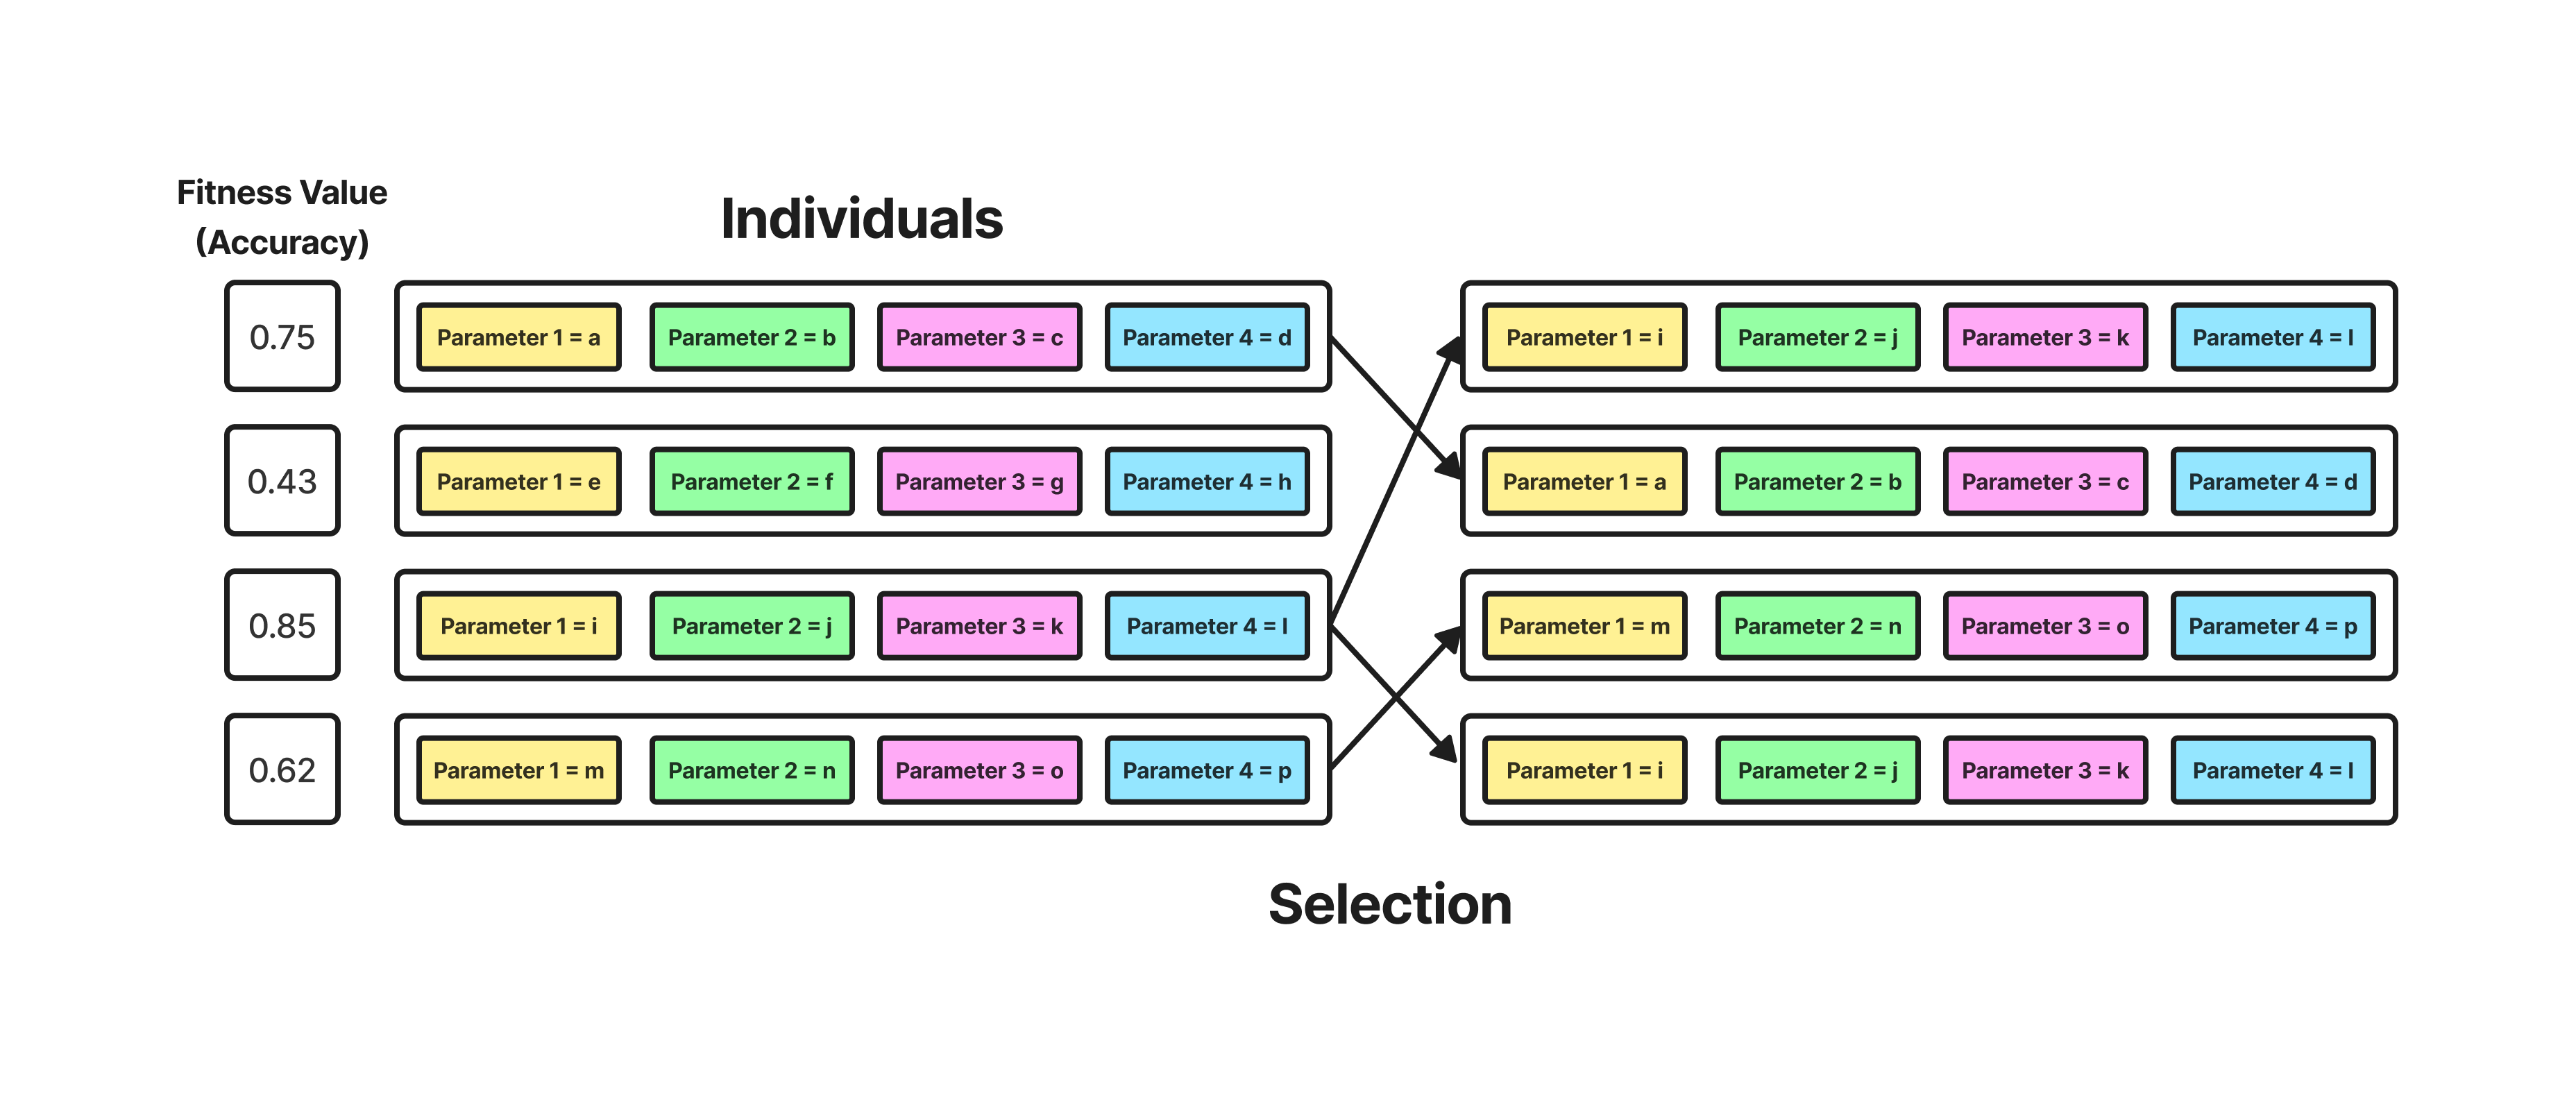 Fitness Value
(Accuracy)
Individuals
0.75
Parameter 1 = a
Parameter 2 = b
Parameter 3 = c
Parameter 4 = d
Parameter 1 = i
Parameter 2 = j
Parameter 3 = k
Parameter 4 = l
0.43
Parameter 1 = e
Parameter 2 = f
Parameter 3 = g
Parameter 4 = h
Parameter 1 = a
Parameter 2 = b
Parameter 3 = c
Parameter 4 = d
0.85
Parameter 1 = i
Parameter 2 = j
Parameter 3 = k
Parameter 4 = l
Parameter 1 = m
Parameter 2 = n
Parameter 3 = o
Parameter 4 = p
0.62
Parameter 1 = m
Parameter 2 = n
Parameter 3 = o
Parameter 4 = p
Parameter 1 = i
Parameter 2 = j
Parameter 3 = k
Parameter 4 = l
Selection